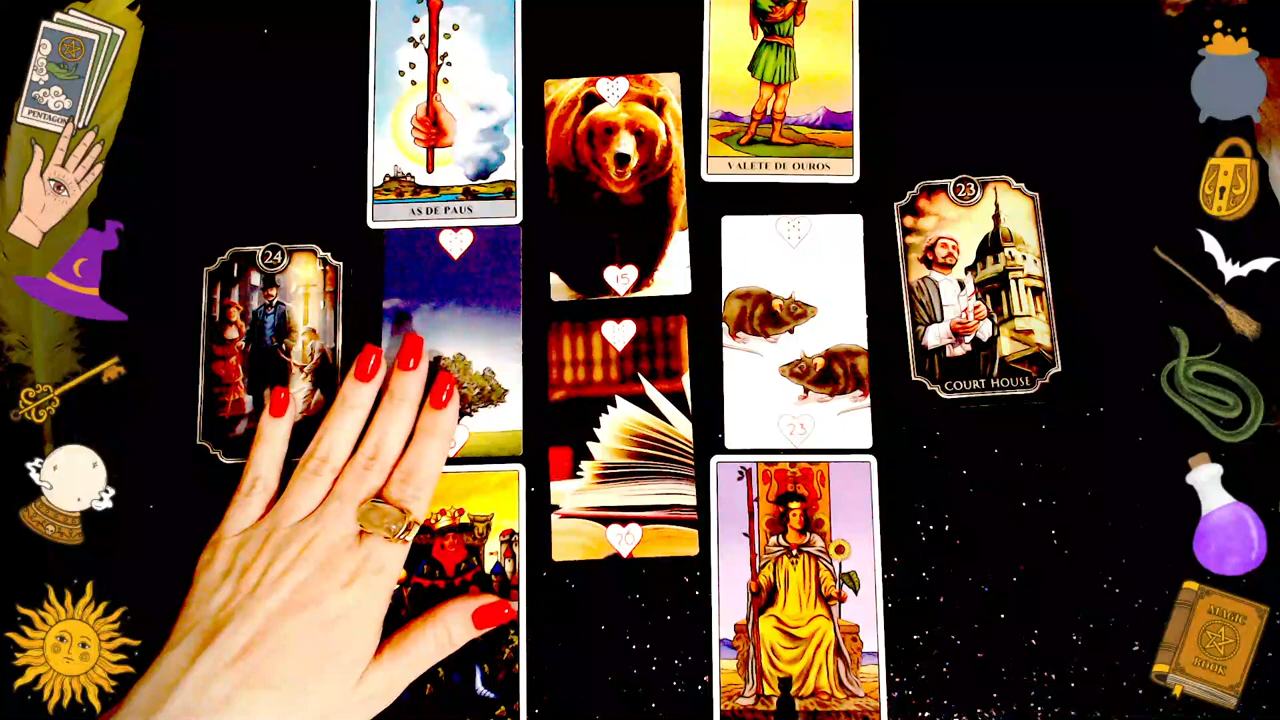 PENTAGON
AS DE PAUS
VALETE DE OUROS
15
23
COURT HOUSE
24
23
20
MAGIC
BOOK